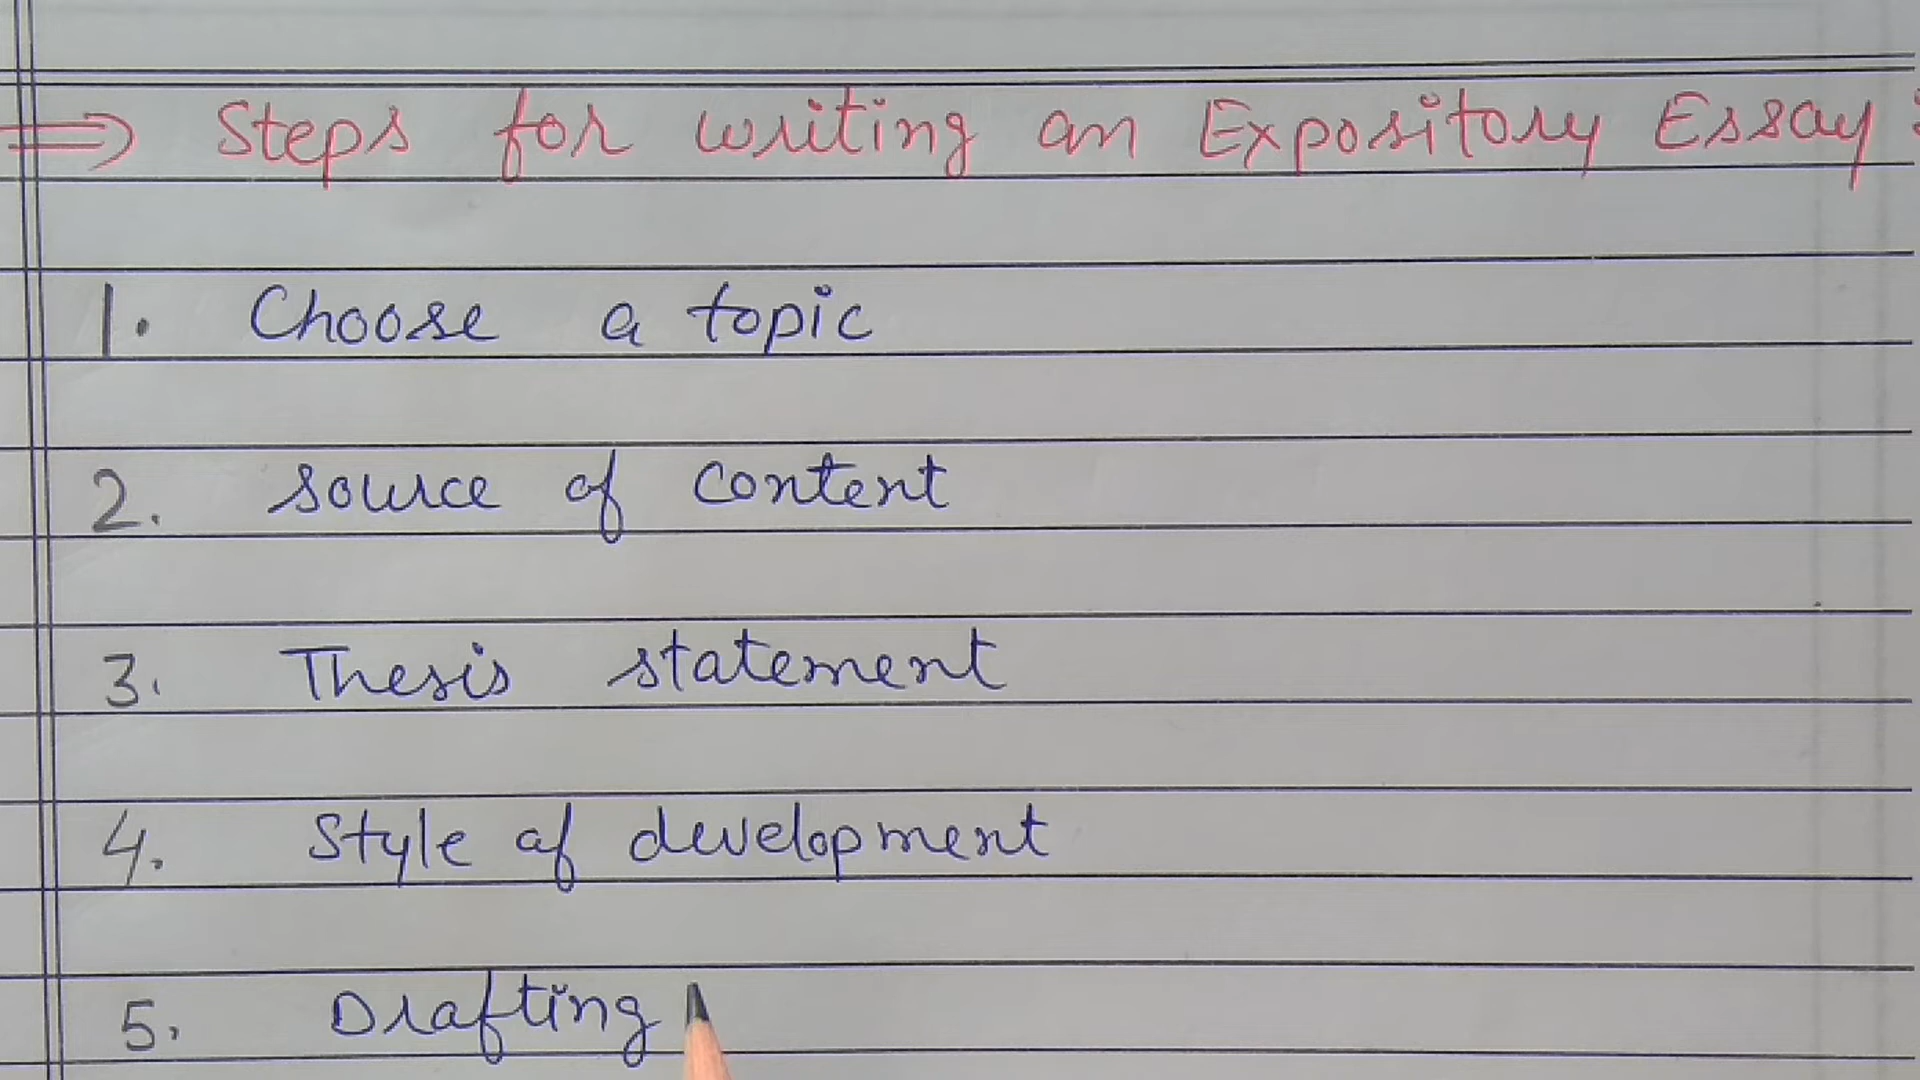 ⇒ Steps for writing an Expository Essay :
1. Choose a topic
2. source of content
3. Thesis statement
4. Style of development
5. Drafting